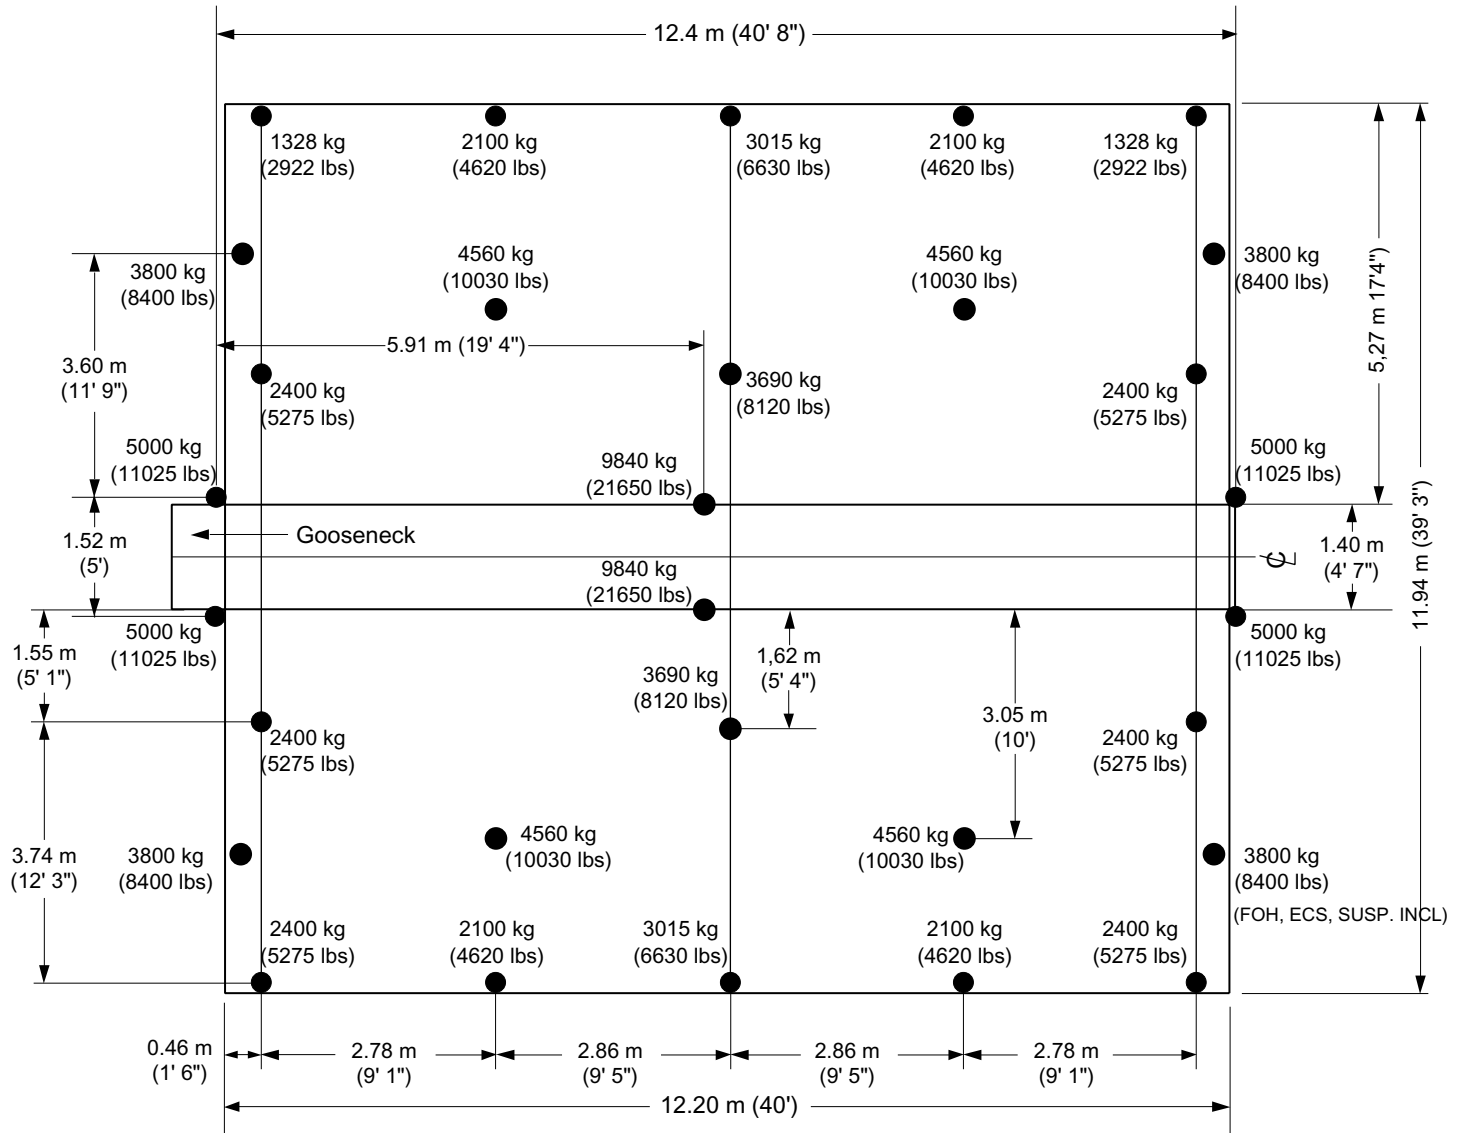 12.4 m (40' 8")
1328 kg
(2922 lbs)
2100 kg
(4620 lbs)
3015 kg
(6630 lbs)
2100 kg
(4620 lbs)
1328 kg
(2922 lbs)
3800 kg
(8400 lbs)
4560 kg
(10030 lbs)
4560 kg
(10030 lbs)
3800 kg
(8400 lbs)
5,27 m 17'4")
5.91 m (19' 4")
3.60 m
(11' 9")
2400 kg
(5275 lbs)
3690 kg
(8120 lbs)
2400 kg
(5275 lbs)
5000 kg
(11025 lbs)
9840 kg
(21650 lbs)
5000 kg
(11025 lbs)
11.94 m (39' 3")
Gooseneck
1.52 m
(5')
9840 kg
(21650 lbs)
CL
1.40 m
(4' 7")
5000 kg
(11025 lbs)
5000 kg
(11025 lbs)
1.55 m
(5' 1")
1,62 m
(5' 4")
3690 kg
(8120 lbs)
3.05 m
(10')
2400 kg
(5275 lbs)
2400 kg
(5275 lbs)
3.74 m
(12' 3")
3800 kg
(8400 lbs)
4560 kg
(10030 lbs)
4560 kg
(10030 lbs)
3800 kg
(8400 lbs)
(FOH, ECS, SUSP. INCL)
2400 kg
(5275 lbs)
2100 kg
(4620 lbs)
3015 kg
(6630 lbs)
2100 kg
(4620 lbs)
2400 kg
(5275 lbs)
0.46 m
(1' 6")
2.78 m
(9' 1")
2.86 m
(9' 5")
2.86 m
(9' 5")
2.78 m
(9' 1")
12.20 m (40')